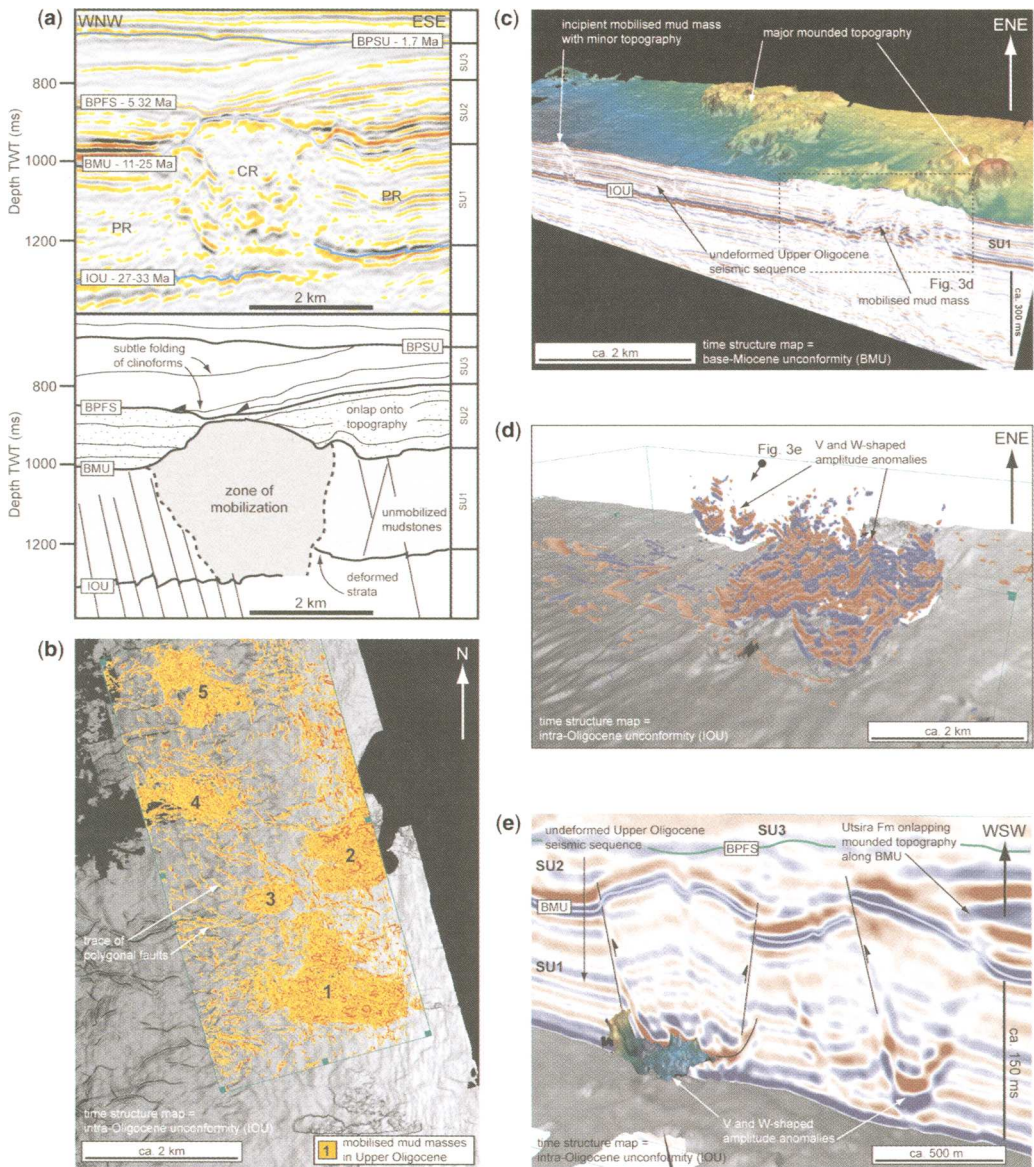 (a)
WNW
ESE
BPSU - 1.7 Ma
SU3
800
BPFS - 5.32 Ma
SU2
Depth TWT (ms)
1000
BMU - 11-25 Ma
CR
PR
PR
SU1
1200
IOU - 27-33 Ma
2 km
BPSU
subtle folding
of clinoforms
SU3
800
BPFS
onlap onto
topography
SU2
Depth TWT (ms)
1000
BMU
zone of
mobilization
unmobilized
mudstones
SU1
1200
IOU
deformed
strata
2 km
(b)
N
5
4
2
3
trace of
polygonal faults
1
time structure map =
intra-Oligocene unconformity (IOU)
ca. 2 km
1
mobilised mud masses
in Upper Oligocene
(c)
incipient mobilised mud mass
with minor topography
major mounded topography
ENE
IOU
SU1
undeformed Upper Oligocene
seismic sequence
Fig. 3d
mobilised mud mass
ca. 300 ms
ca. 2 km
time structure map =
base-Miocene unconformity (BMU)
(d)
Fig. 3e
V and W-shaped
amplitude anomalies
ENE
time structure map =
intra-Oligocene unconformity (IOU)
ca. 2 km
(e)
undeformed Upper Oligocene
seismic sequence
SU3
Utsira Fm onlapping
mounded topography
along BMU
WSW
BPFS
SU2
BMU
SU1
ca. 150 ms
V and W-shaped
amplitude anomalies
time structure map =
intra-Oligocene unconformity (IOU)
ca. 500 m